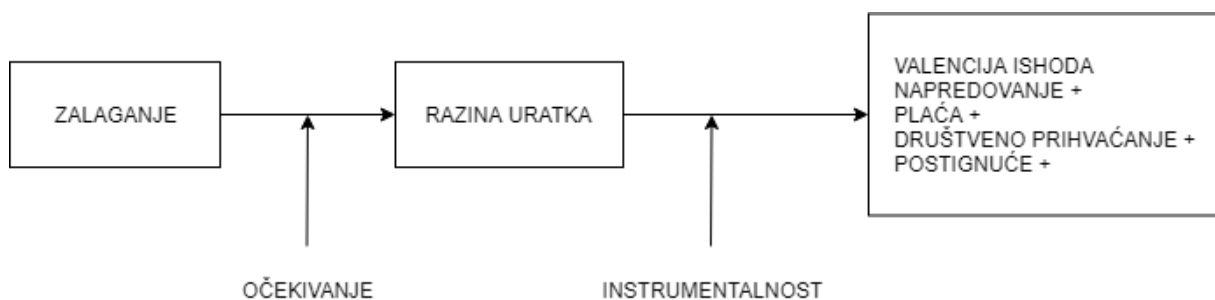 ZALAGANJE
RAZINA URATKA
VALENCIJA ISHODA
NAPREDOVANJE +
PLAĆA +
DRUŠTVENO PRIHVAĆANJE +
POSTIGNUĆE +
OČEKIVANJE
INSTRUMENTALNOST